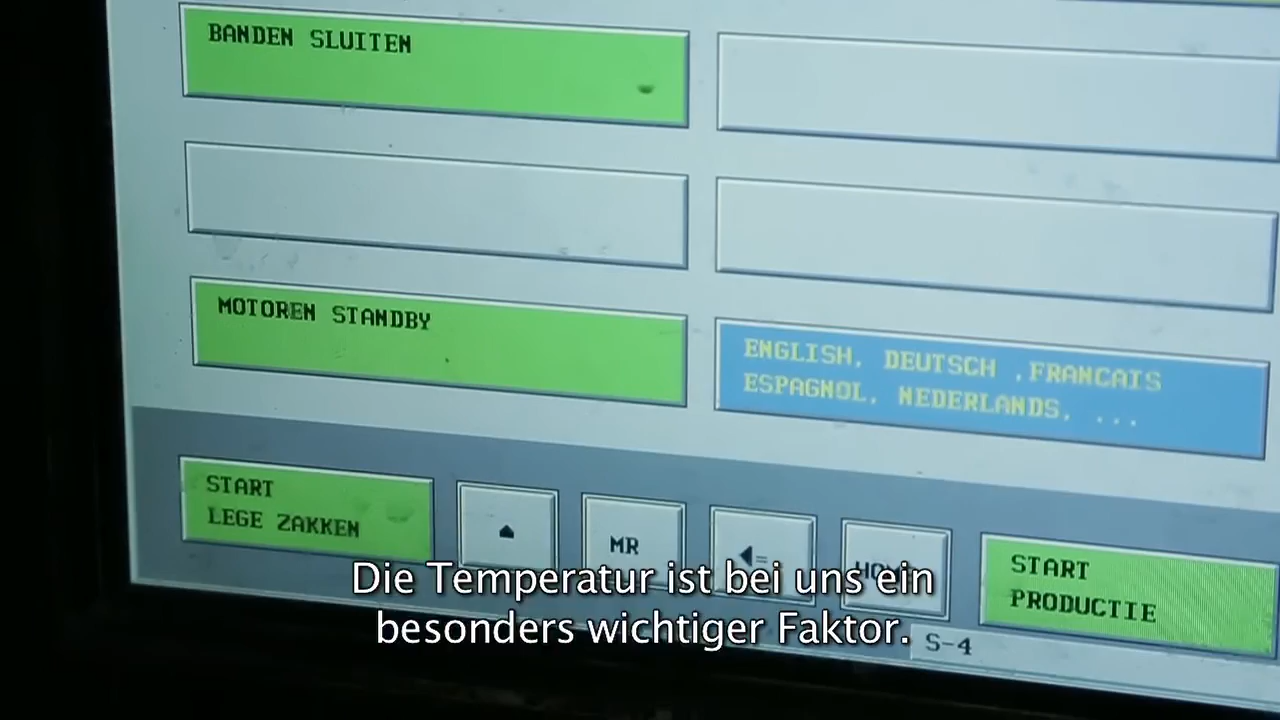 BANDEN SLUITEN
MOTOREN STANDBY
ENGLISH, DEUTSCH ,FRANCAIS
ESPAGNOL, NEDERLANDS, ...
START
LEGE ZAKKEN
MR
START
PRODUCTIE
Die Temperatur ist bei uns ein
besonders wichtiger Faktor.
S-4